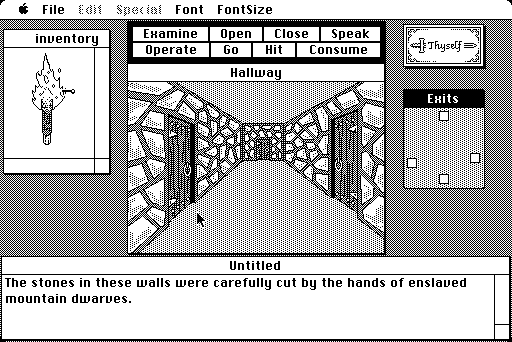 File Edit Special Font FontSize
inventory
Examine Open Close Speak
Operate Go Hit Consume
Thyself
Hallway
Exits
Untitled
The stones in these walls were carefully cut by the hands of enslaved
mountain dwarves.